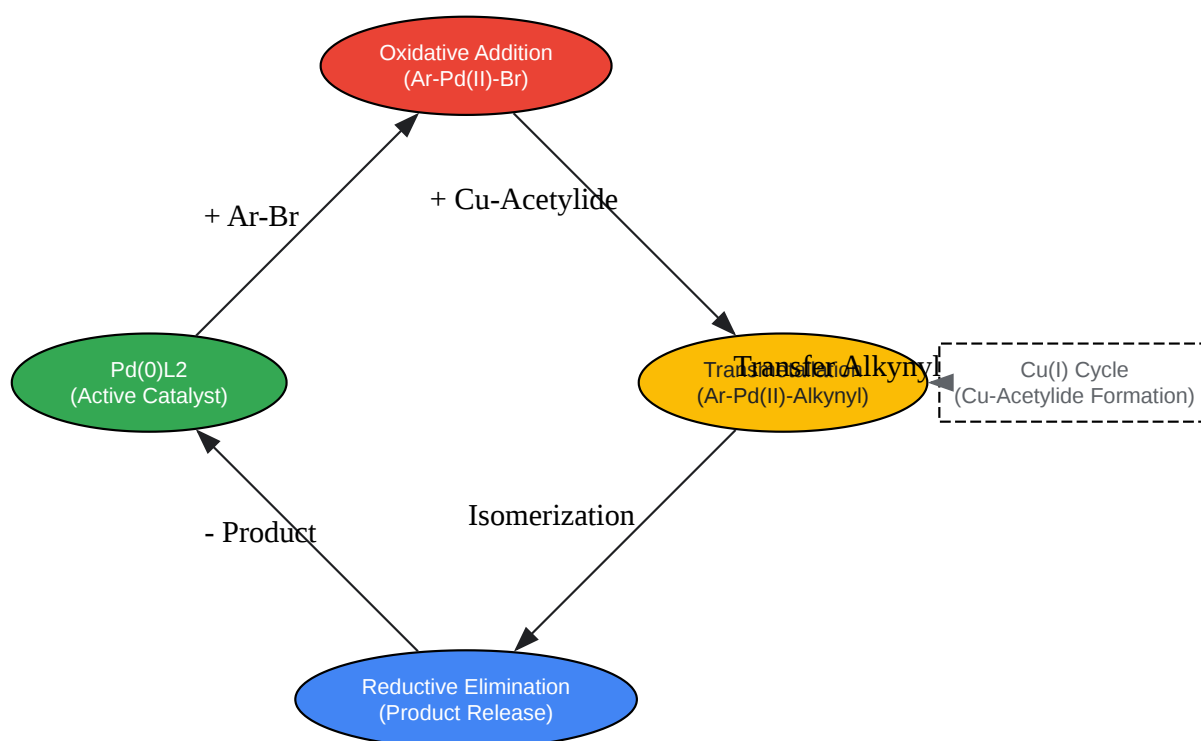 Oxidative Addition
(Ar-Pd(II)-Br)
+ Cu-Acetylide
+ Ar-Br
Pd(0)L2
(Active Catalyst)
Transmetallation
(Ar-Pd(II)-Alkynyl)
Transfer Alkynyl
Cu(I) Cycle
(Cu-Acetylide Formation)
Isomerization
- Product
Reductive Elimination
(Product Release)